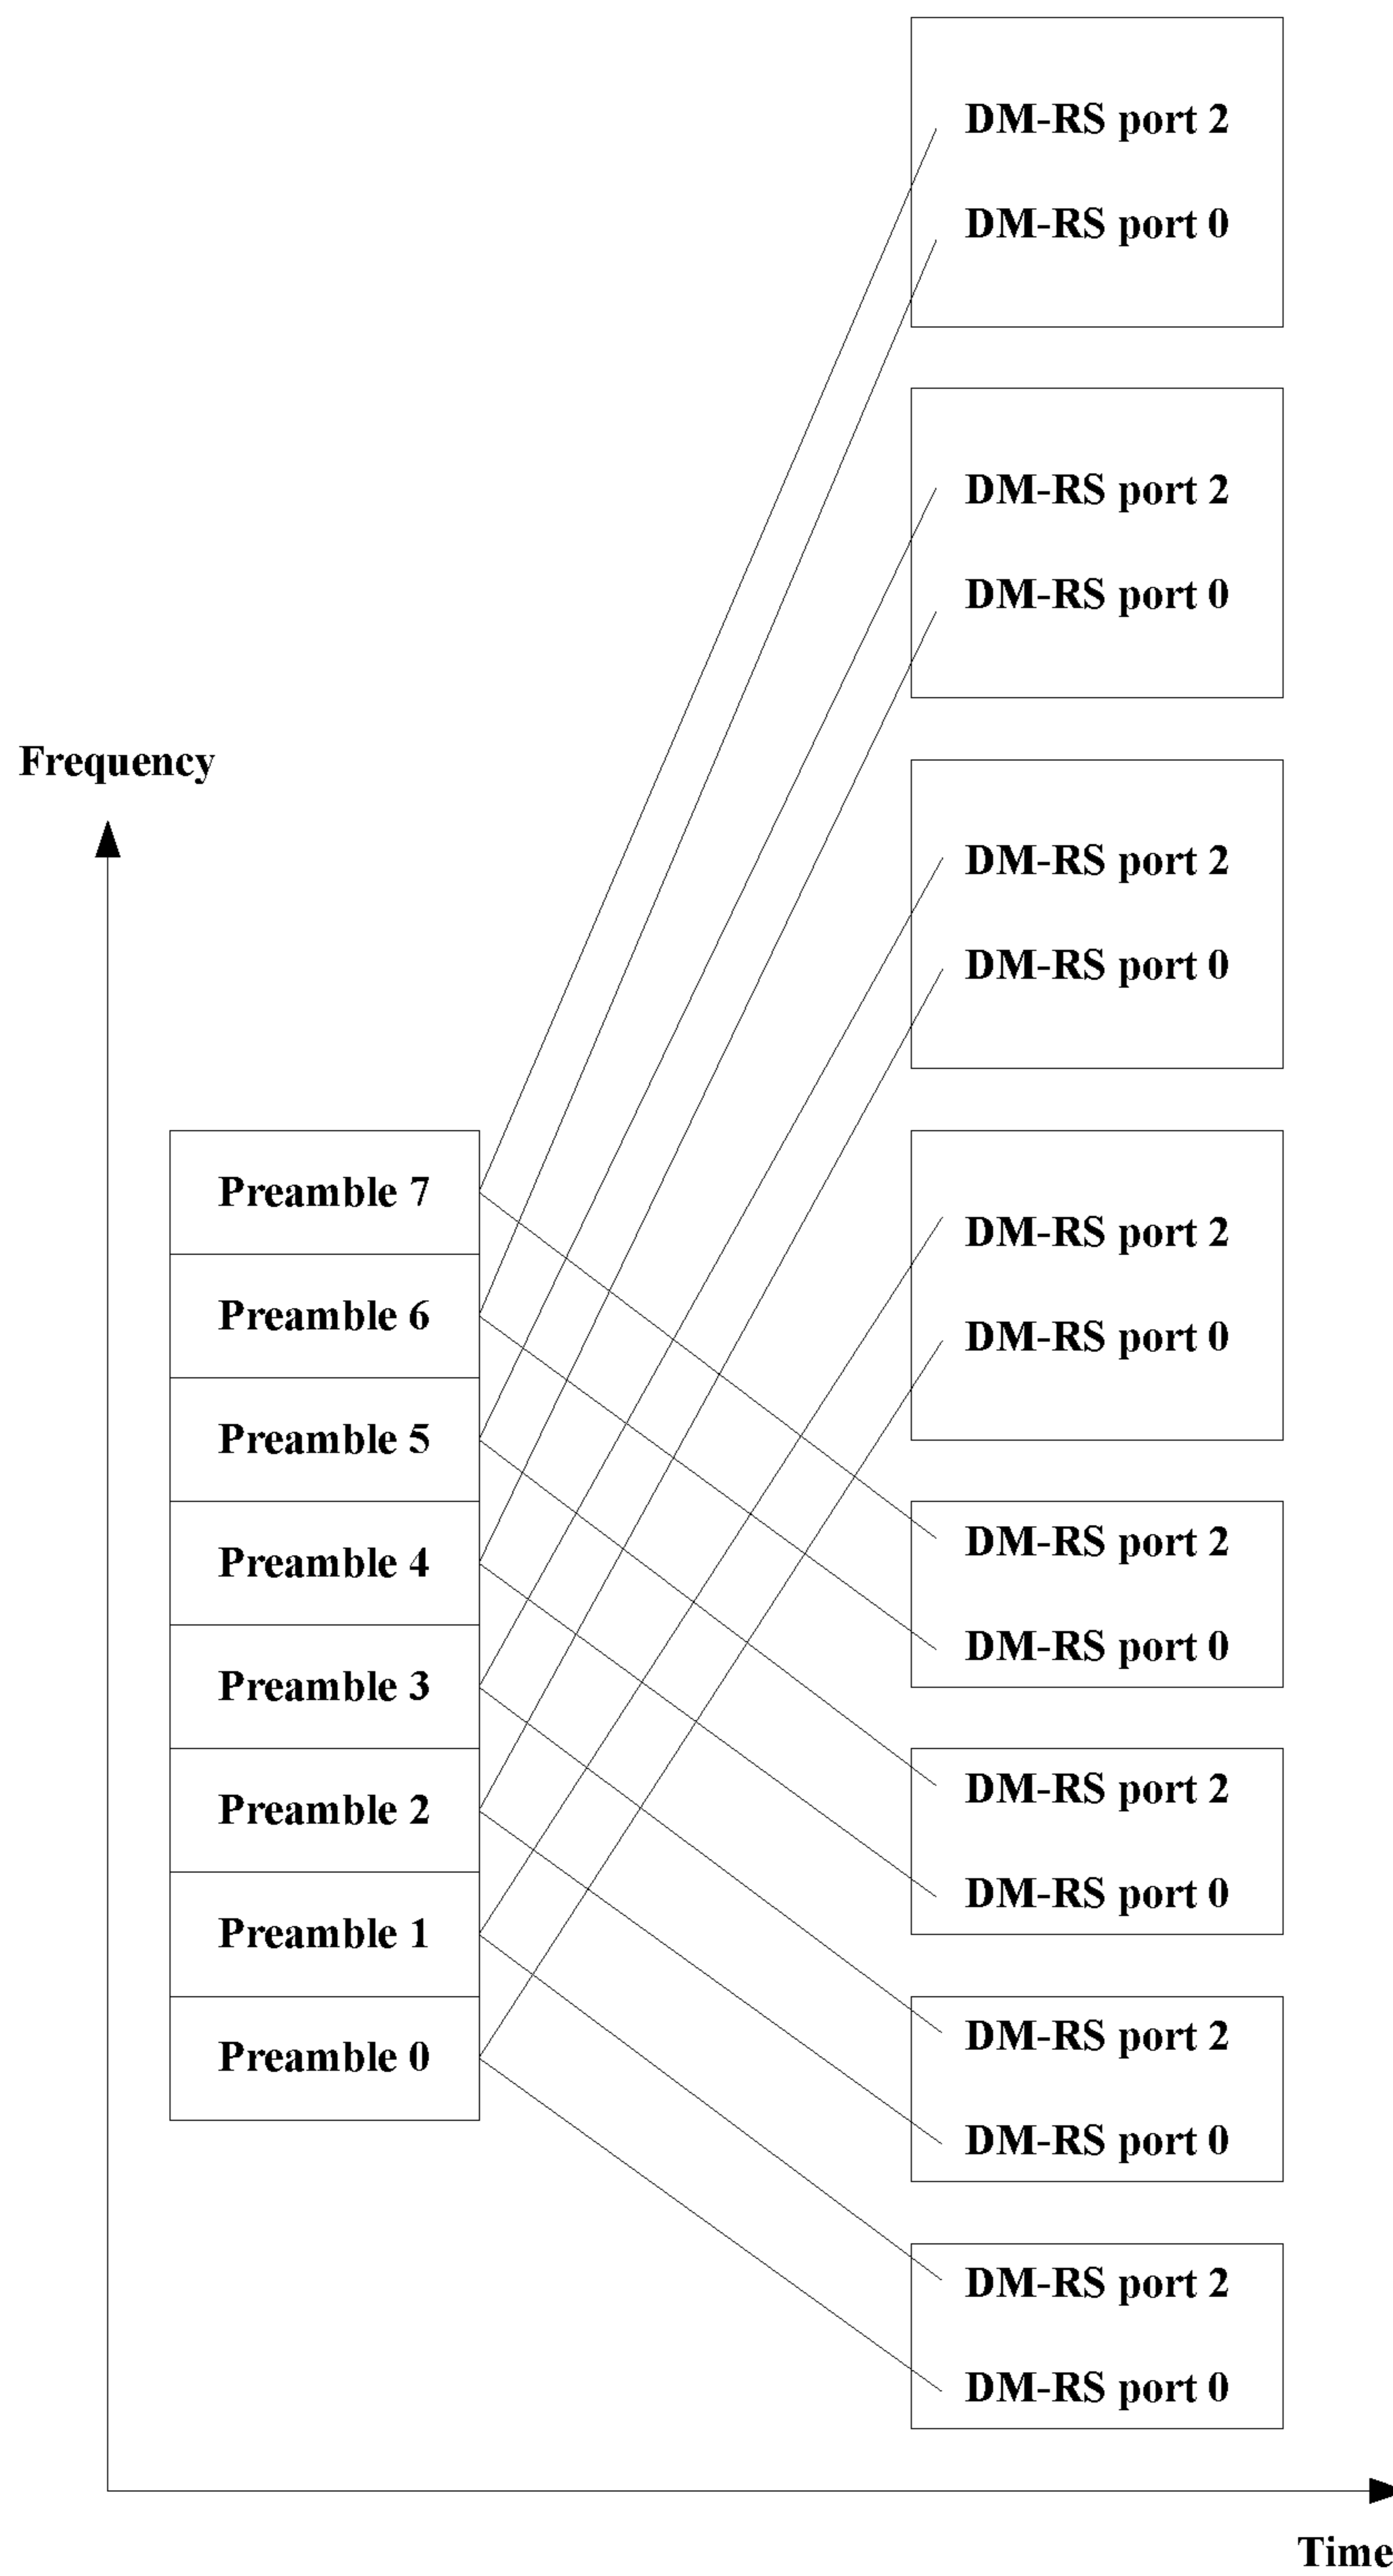 DM-RS port 2
DM-RS port 0
DM-RS port 2
DM-RS port 0
Frequency
DM-RS port 2
DM-RS port 0
Preamble 7
DM-RS port 2
Preamble 6
DM-RS port 0
Preamble 5
DM-RS port 2
Preamble 4
DM-RS port 0
Preamble 3
DM-RS port 2
Preamble 2
DM-RS port 0
Preamble 1
DM-RS port 2
Preamble 0
DM-RS port 0
DM-RS port 2
DM-RS port 0
Time